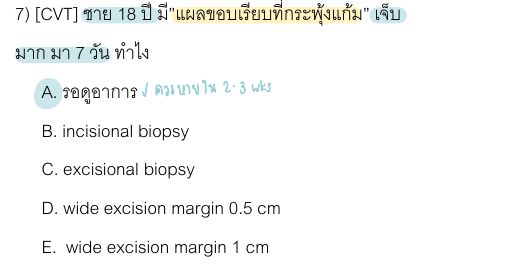 7) [CVT] ชาย 18 ปี มี"แผลขอบเรียบที่กระพุ้งแก้ม" เจ็บ
มาก มา 7 วัน ทำไง
A. รอดูอาการ √ ควรหายใน 2-3 wks
B. incisional biopsy
C. excisional biopsy
D. wide excision margin 0.5 cm
E. wide excision margin 1 cm